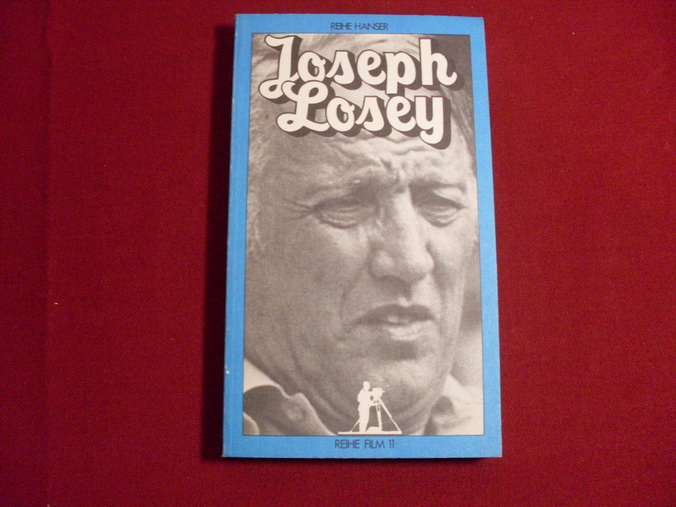 REIHE HANSER
Joseph
Losey
REIHE FILM 11